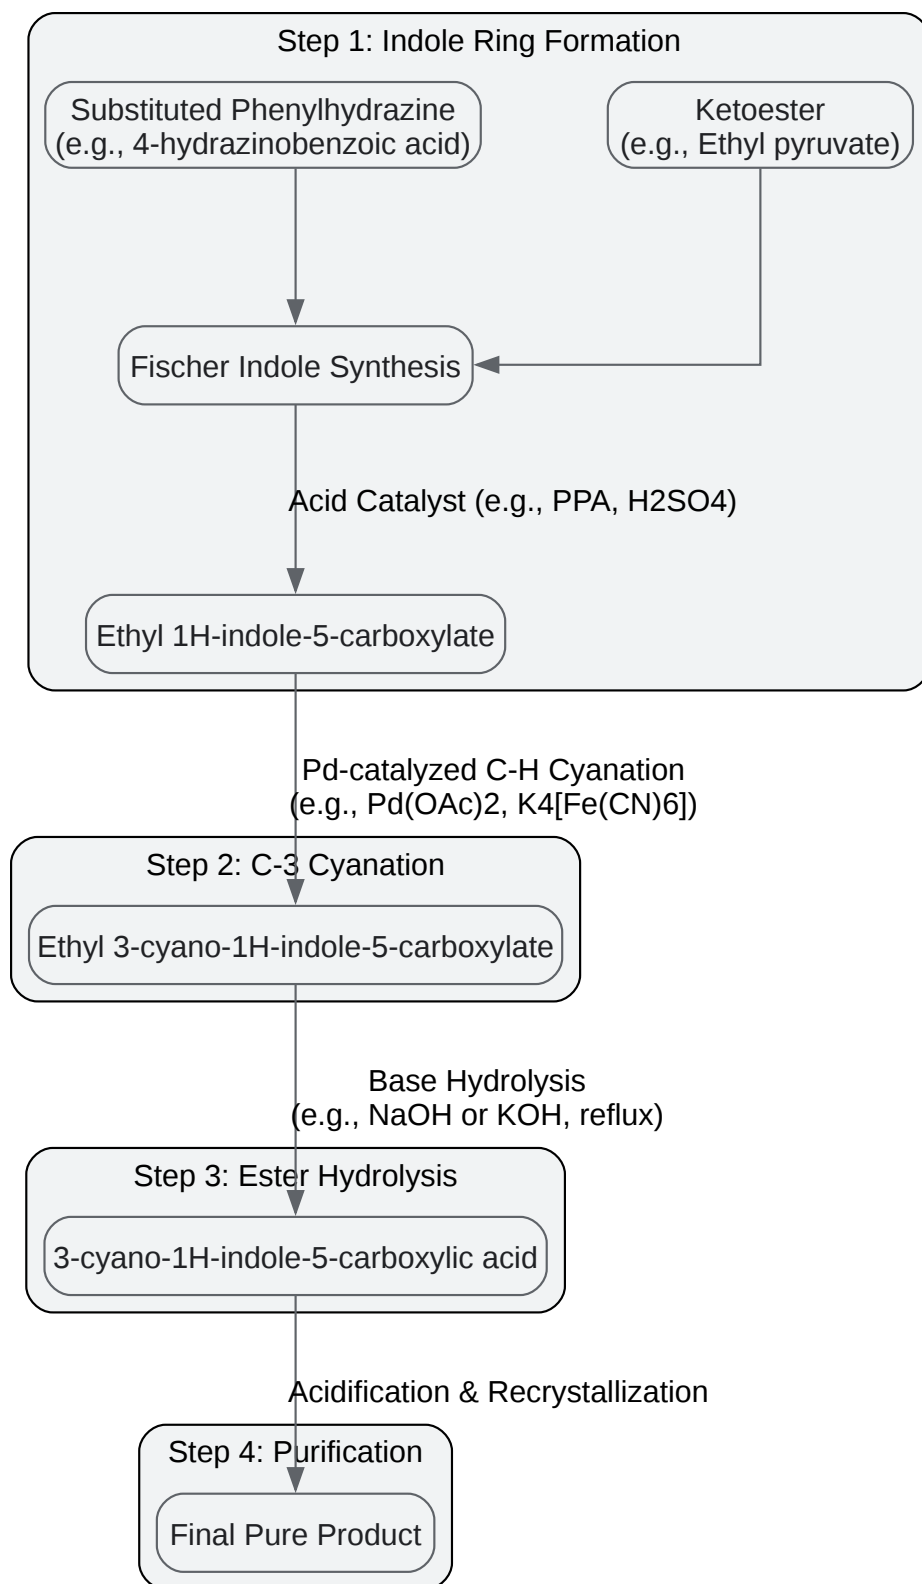 Step 1: Indole Ring Formation
Substituted Phenylhydrazine
(e.g., 4-hydrazinobenzoic acid)
Ketoester
(e.g., Ethyl pyruvate)
Fischer Indole Synthesis
Acid Catalyst (e.g., PPA, H2SO4)
Ethyl 1H-indole-5-carboxylate
Pd-catalyzed C-H Cyanation
(e.g., Pd(OAc)2, K4[Fe(CN)6])
Step 2: C-3 Cyanation
Ethyl 3-cyano-1H-indole-5-carboxylate
Base Hydrolysis
(e.g., NaOH or KOH, reflux)
Step 3: Ester Hydrolysis
3-cyano-1H-indole-5-carboxylic acid
Acidification & Recrystallization
Step 4: Purification
Final Pure Product